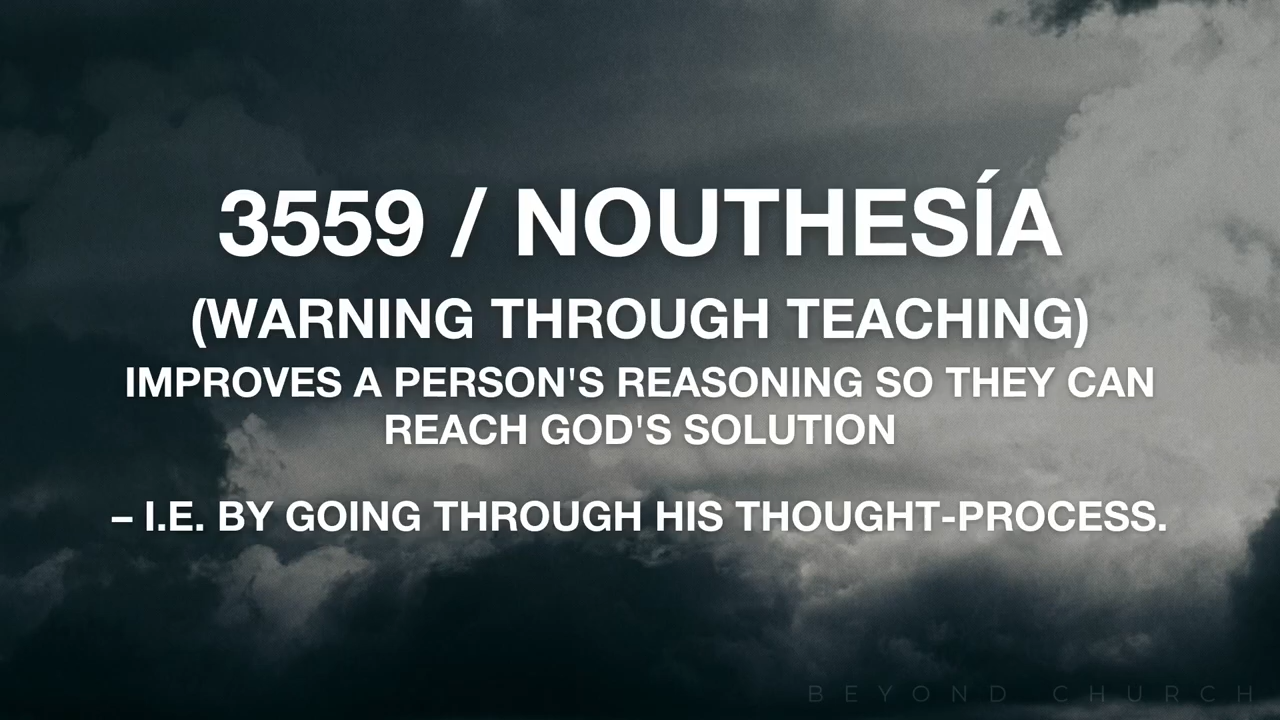 3559 / NOUTHESÍA
(WARNING THROUGH TEACHING)
IMPROVES A PERSON'S REASONING SO THEY CAN
REACH GOD'S SOLUTION
– I.E. BY GOING THROUGH HIS THOUGHT-PROCESS.
BEYOND CHURCH